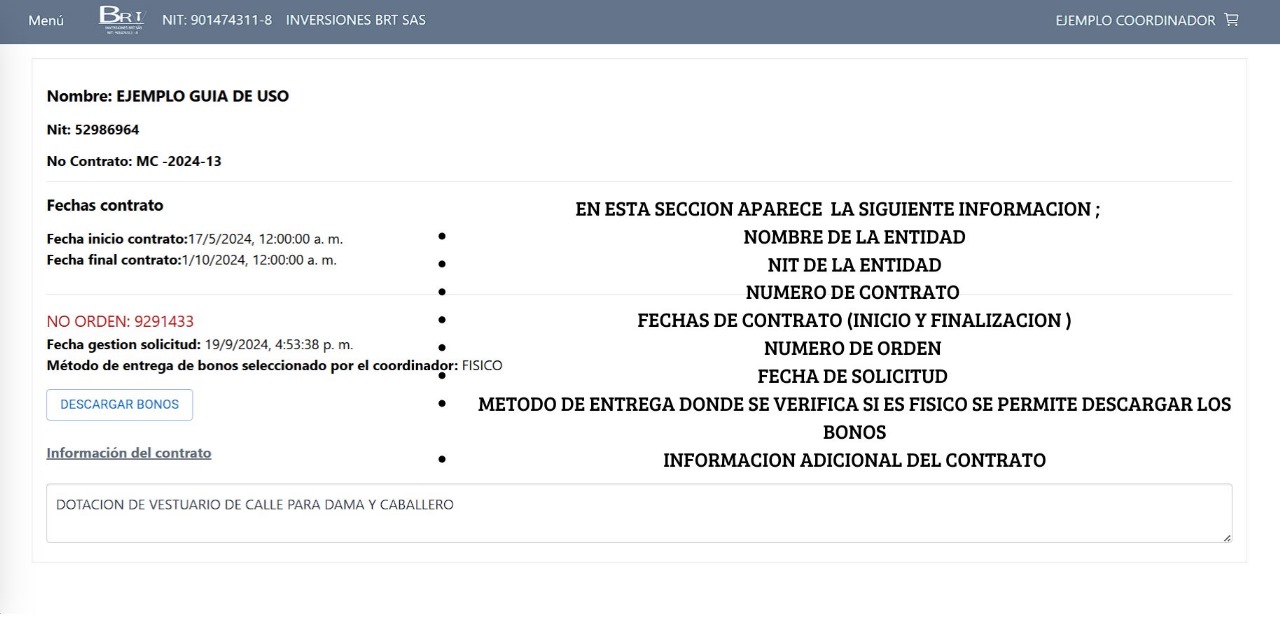 Menú
BRT
NIT: 901474311-8 INVERSIONES BRT SAS
EJEMPLO COORDINADOR
Nombre: EJEMPLO GUIA DE USO
Nit: 52986964
No Contrato: MC -2024-13
Fechas contrato
Fecha inicio contrato:17/5/2024, 12:00:00 a. m.
Fecha final contrato:1/10/2024, 12:00:00 a. m.
NO ORDEN: 9291433
Fecha gestion solicitud: 19/9/2024, 4:53:38 p. m.
Método de entrega de bonos seleccionado por el coordinador: FISICO
DESCARGAR BONOS
Información del contrato
DOTACION DE VESTUARIO DE CALLE PARA DAMA Y CABALLERO
EN ESTA SECCION APARECE LA SIGUIENTE INFORMACION ;
• NOMBRE DE LA ENTIDAD
• NIT DE LA ENTIDAD
• NUMERO DE CONTRATO
• FECHAS DE CONTRATO (INICIO Y FINALIZACION )
• NUMERO DE ORDEN
• FECHA DE SOLICITUD
• METODO DE ENTREGA DONDE SE VERIFICA SI ES FISICO SE PERMITE DESCARGAR LOS
BONOS
• INFORMACION ADICIONAL DEL CONTRATO